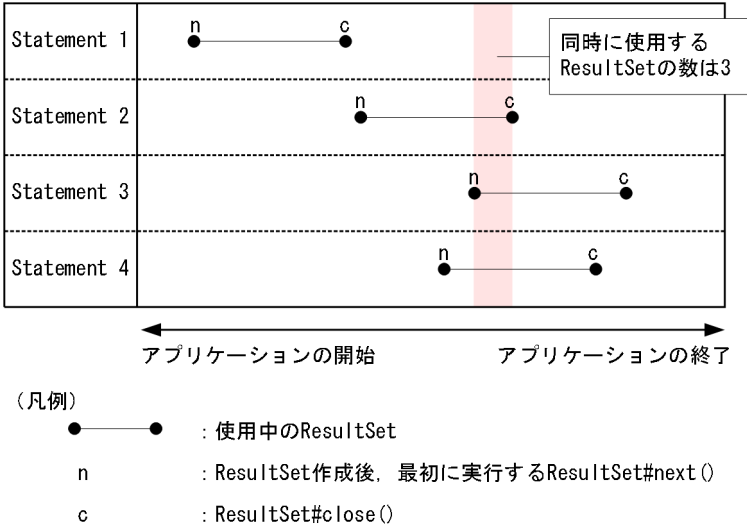 Statement 1
n
c
同時に使用する
ResultSetの数は3
Statement 2
n
c
Statement 3
n
c
Statement 4
n
c
アプリケーションの開始
アプリケーションの終了
（凡例）
：使用中のResultSet
n ：ResultSet作成後，最初に実行するResultSet#next()
c ：ResultSet#close()